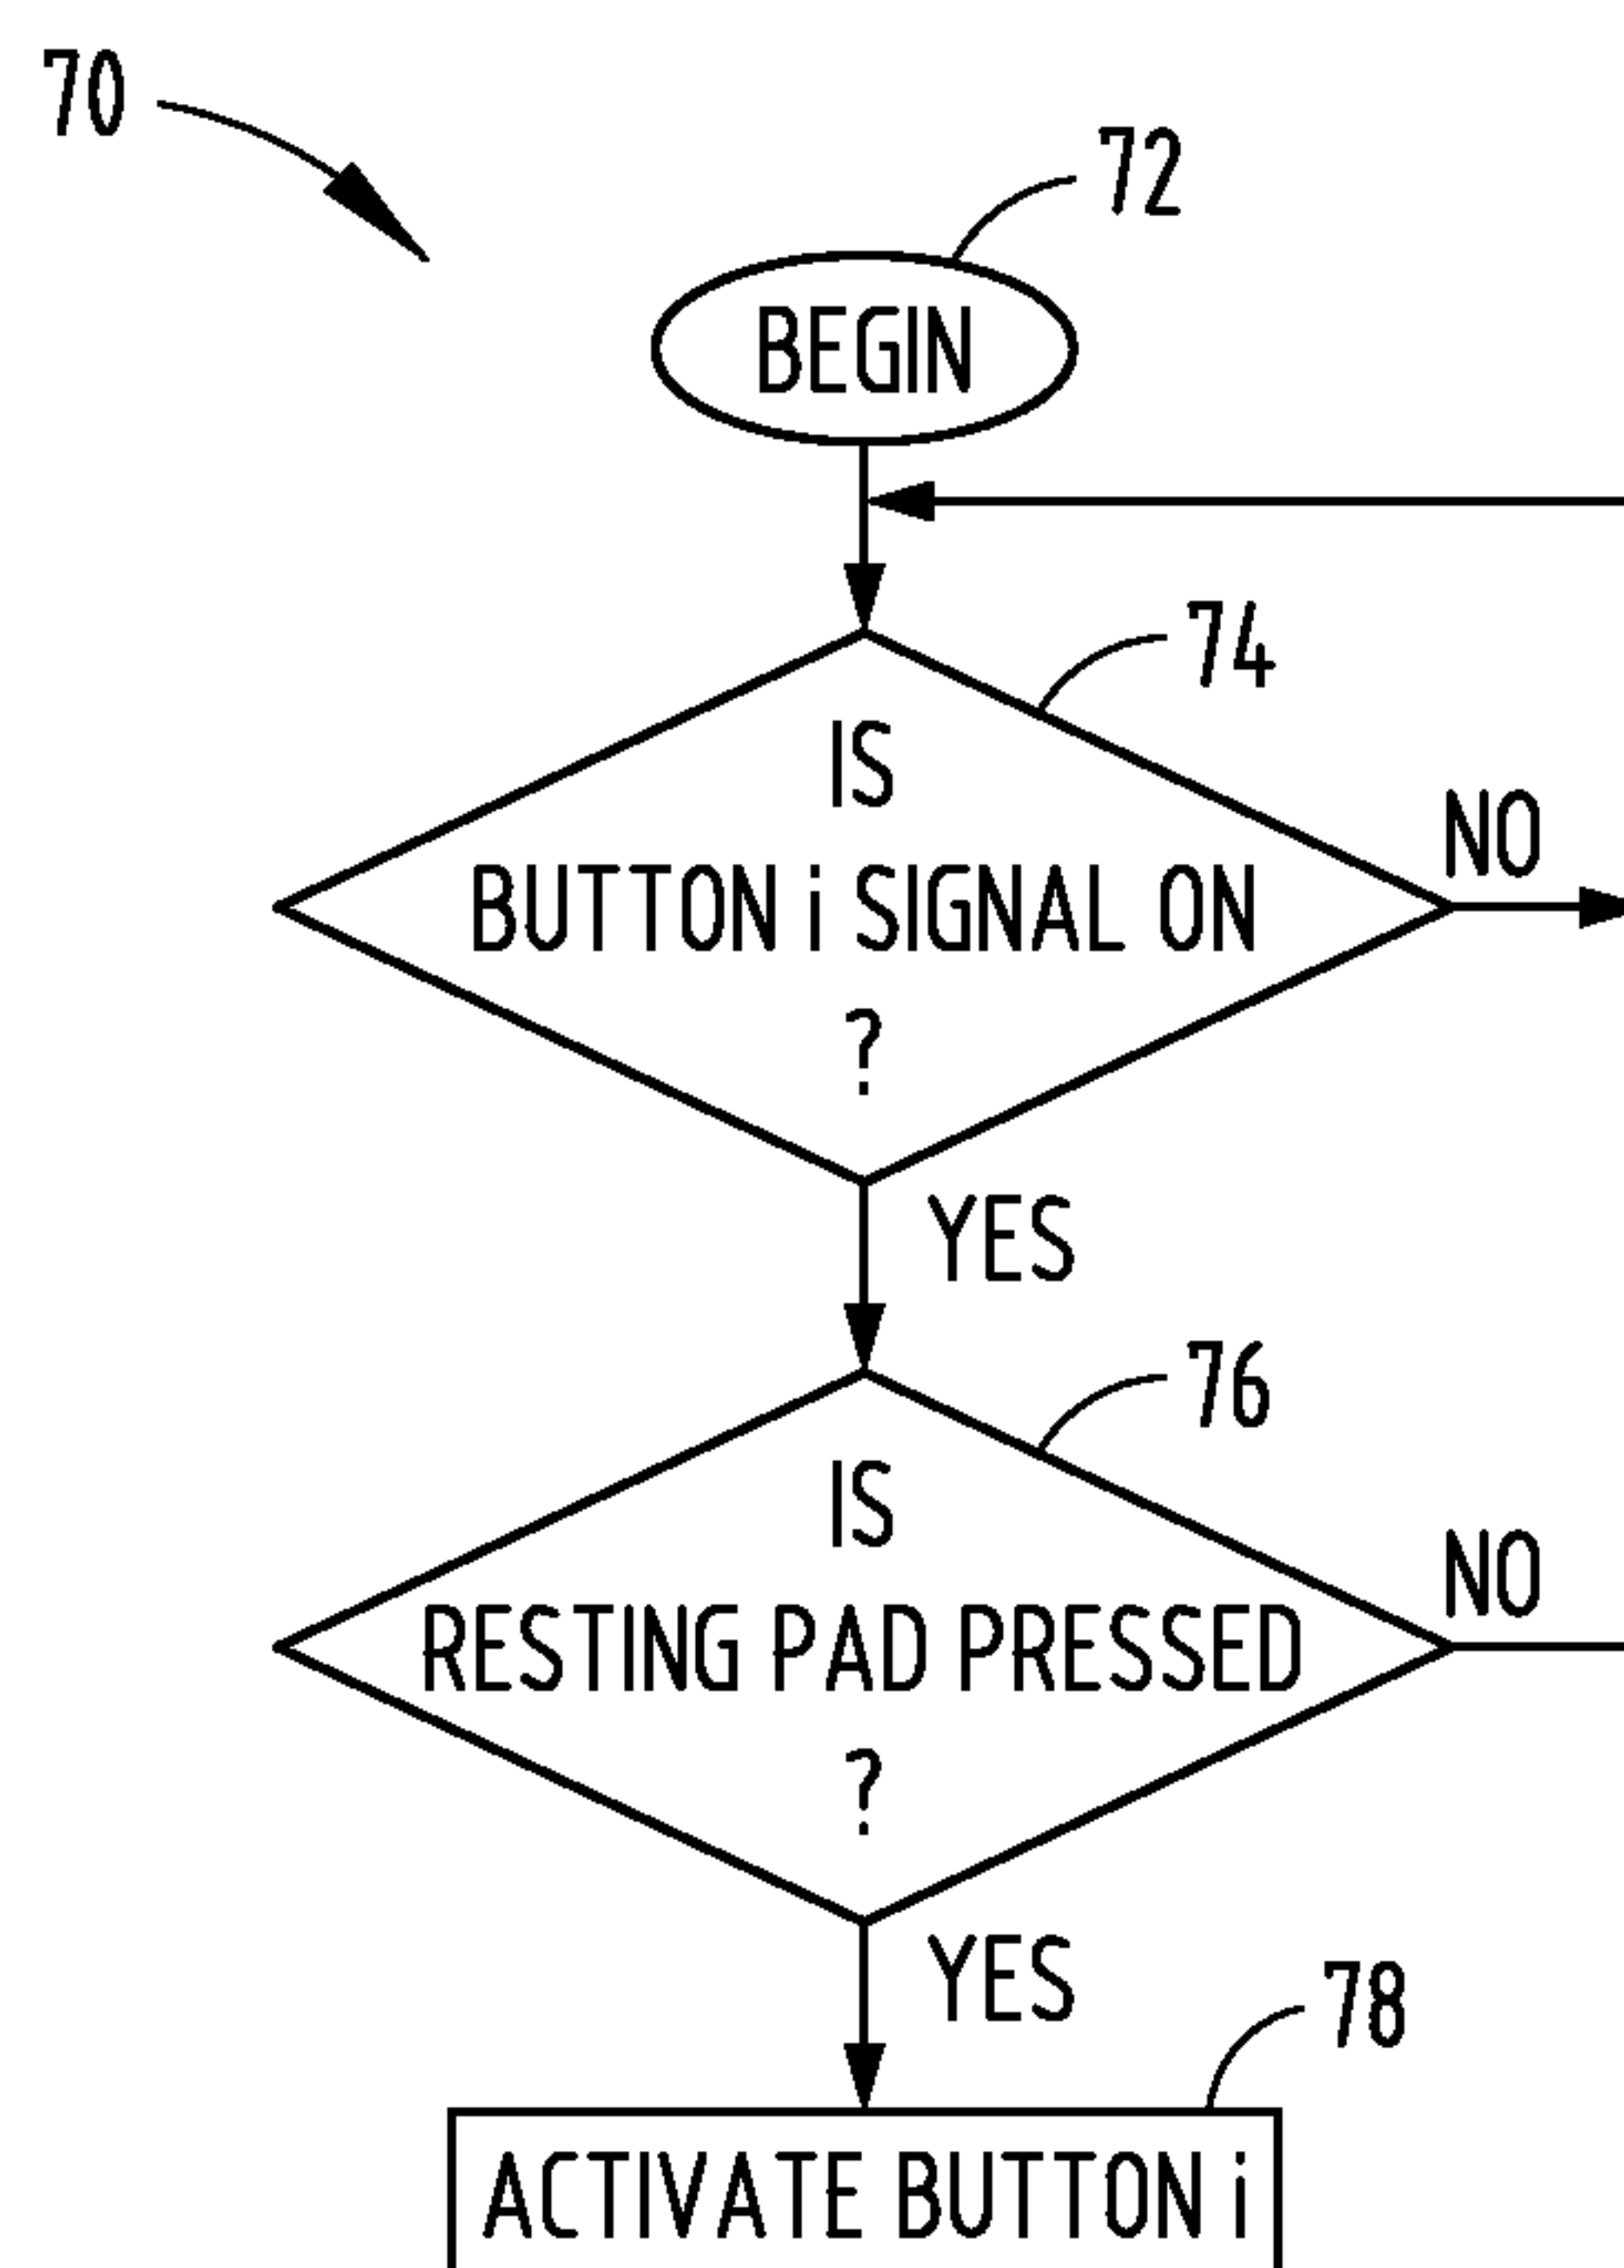 70
72
BEGIN
74
IS
BUTTON i SIGNAL ON
?
NO
YES
76
IS
RESTING PAD PRESSED
?
NO
YES
78
ACTIVATE BUTTON i